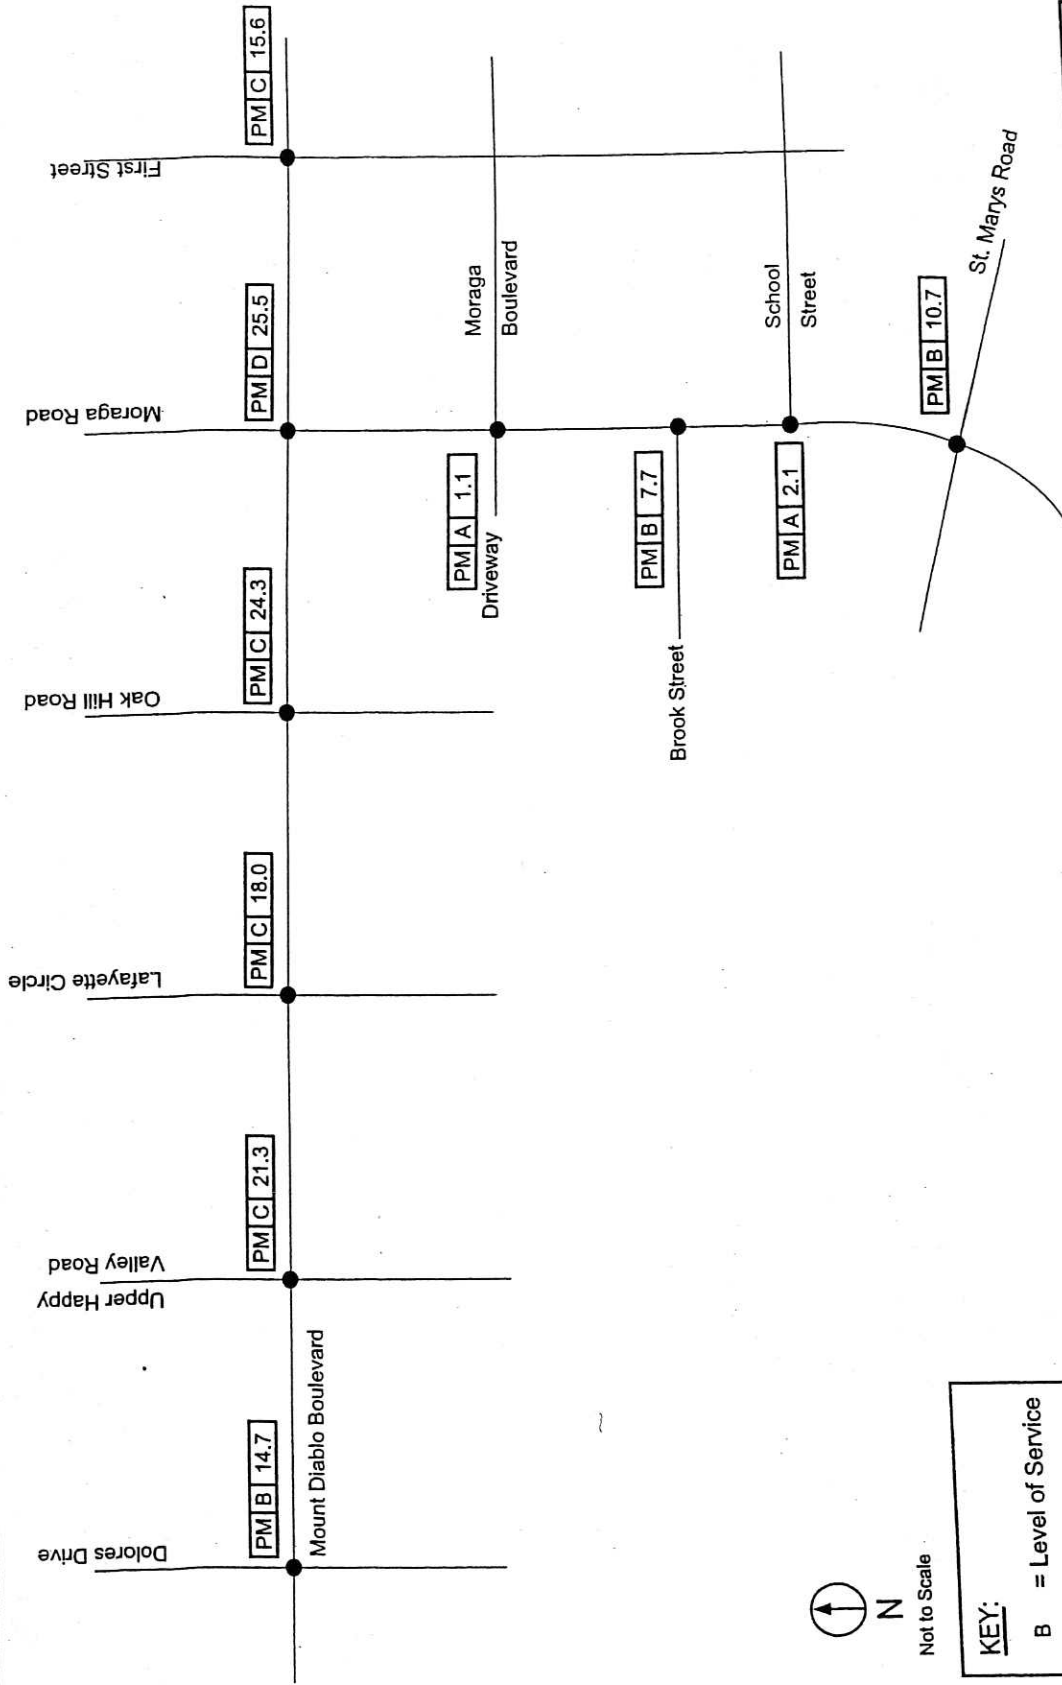 Dolores Drive
Upper Happy
Valley Road
Lafayette Circle
Oak Hill Road
Moraga Road
First Street
PM B 14.7
PM C 21.3
PM C 18.0
PM C 24.3
PM D 25.5
PM C 15.6
Mount Diablo Boulevard
PM A 1.1
Driveway
Moraga
Boulevard
PM B 7.7
Brook Street
PM A 2.1
School
Street
PM B 10.7
St. Marys Road
N
Not to Scale
KEY:
B = Level of Service